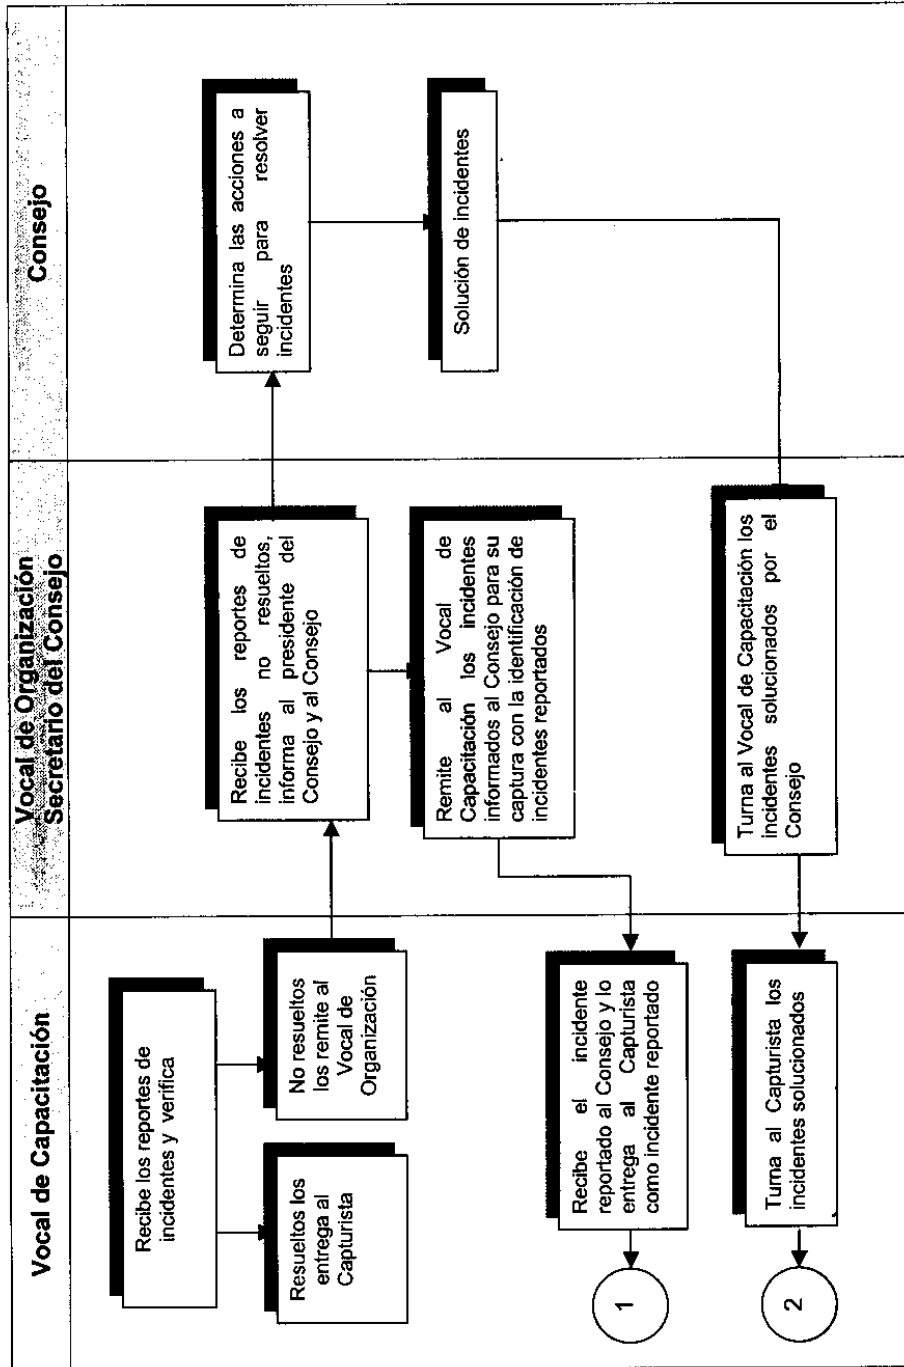 Vocal de Capacitación
Vocal de Organización
Secretario del Consejo
Consejo
Recibe los reportes de
incidentes y verifica
Resueltos los
entrega al
Capturista
No resueltos
los remite al
Vocal de
Organización
Recibe los reportes de
incidentes no resueltos,
informa al presidente del
Consejo y al Consejo
Determina las acciones a
seguir para resolver
incidentes
Remite al Vocal de
Capacitación los incidentes
informados al Consejo para su
captura con la identificación de
incidentes reportados
Solución de incidentes
Recibe el incidente
reportado al Consejo y lo
entrega al Capturista
como incidente reportado
1
Turna al Vocal de Capacitación los
incidentes solucionados por el
Consejo
Turna al Capturista los
incidentes solucionados
2